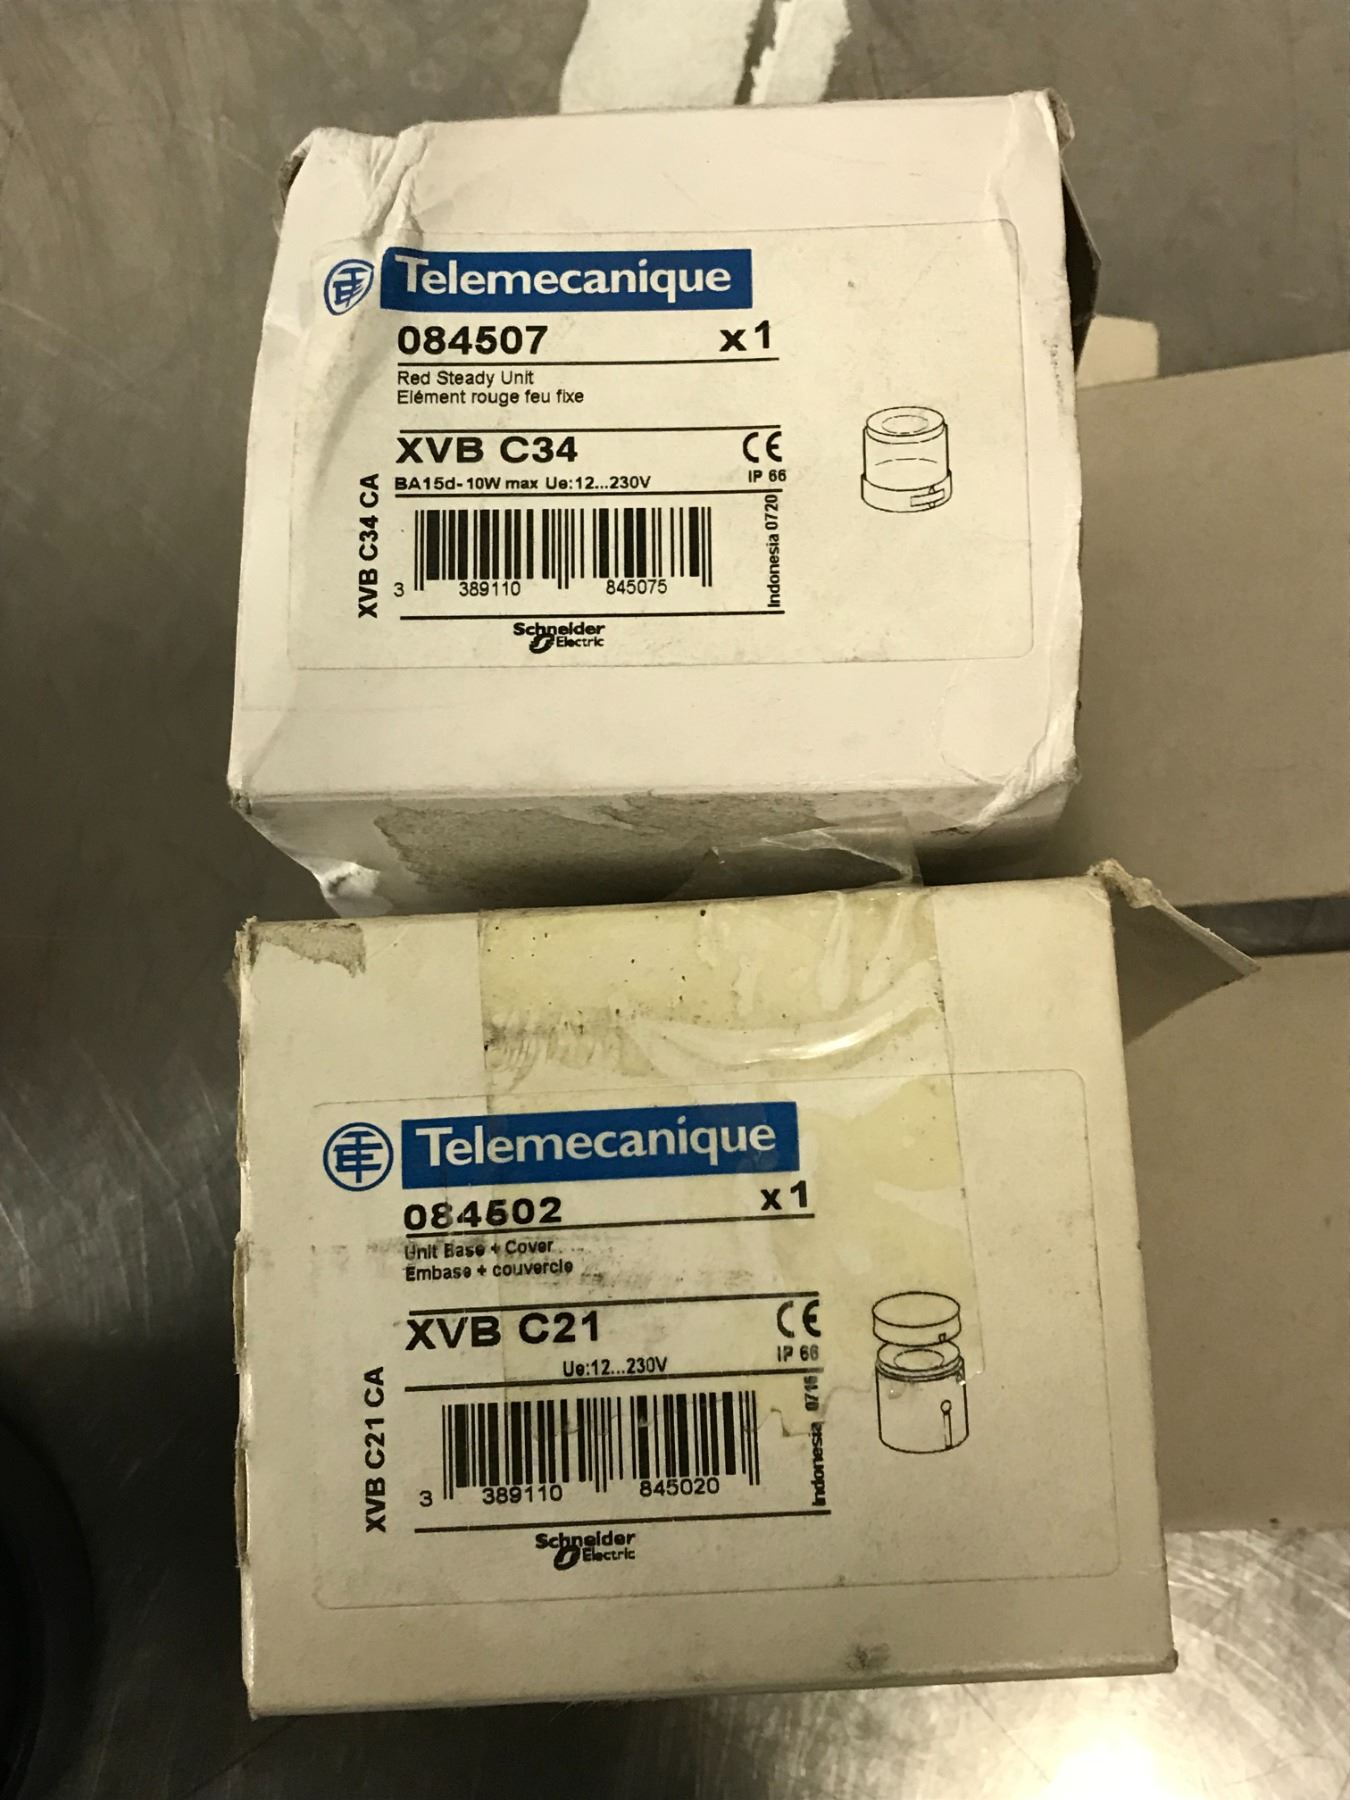 Telemecanique
084507 x1
Red Steady Unit
Elément rouge feu fixe
XVB C34 CE
BA15d-10W max Ue:12...230V IP 66
XVB C34 CA
Indonesia 0720
3 389110 845075
Schneider
Electric
Telemecanique
084502 x1
Unit Base + Cover
Embase + couvercle
XVB C21 CE
Ue:12...230V IP 66
XVB C21 CA
Indonesia 0716
3 389110 845020
Schneider
Electric